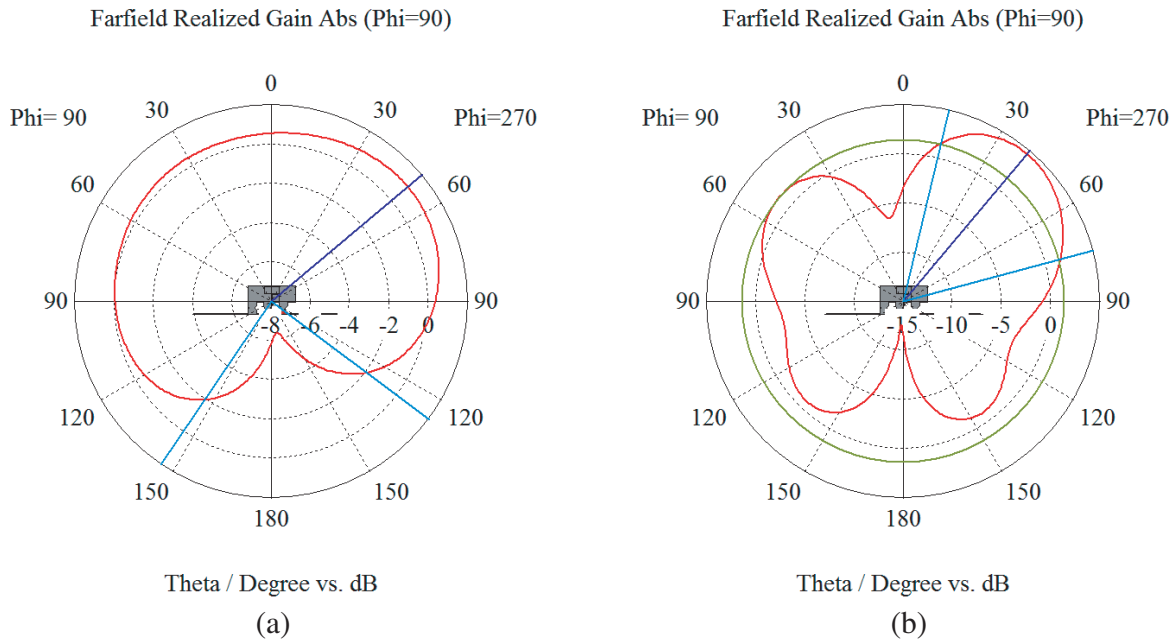 Farfield Realized Gain Abs (Phi=90)
0
30
30
Phi= 90
Phi=270
60
60
90
90
-8 -6 -4 -2 0
120
120
150
150
180
Theta / Degree vs. dB
(a)
Farfield Realized Gain Abs (Phi=90)
0
30
30
Phi= 90
Phi=270
60
60
90
90
-15 -10 -5 0
120
120
150
150
180
Theta / Degree vs. dB
(b)